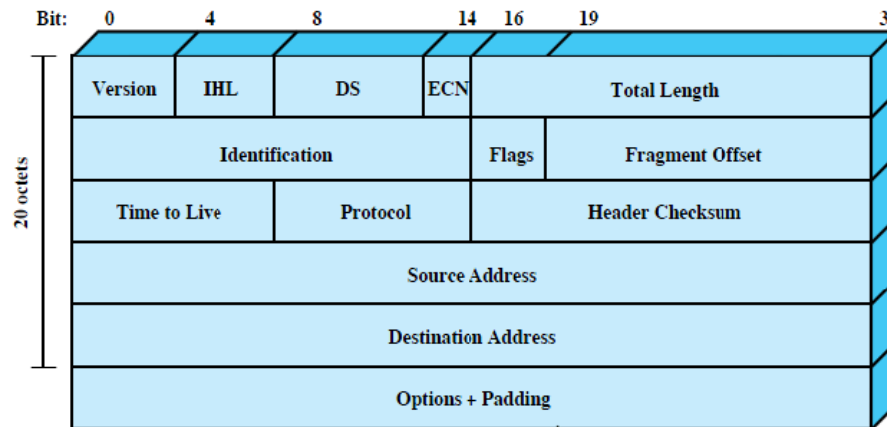 Bit: 0 4 8 14 16 19 3
Version IHL DS ECN Total Length
Identification Flags Fragment Offset
Time to Live Protocol Header Checksum
Source Address
Destination Address
Options + Padding
20 octets